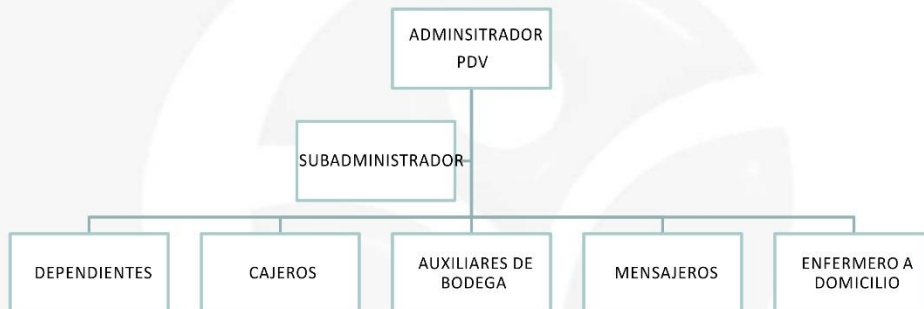 ADMINSITRADOR
PDV
SUBADMINISTRADOR
DEPENDIENTES
CAJEROS
AUXILIARES DE
BODEGA
MENSAJEROS
ENFERMERO A
DOMICILIO